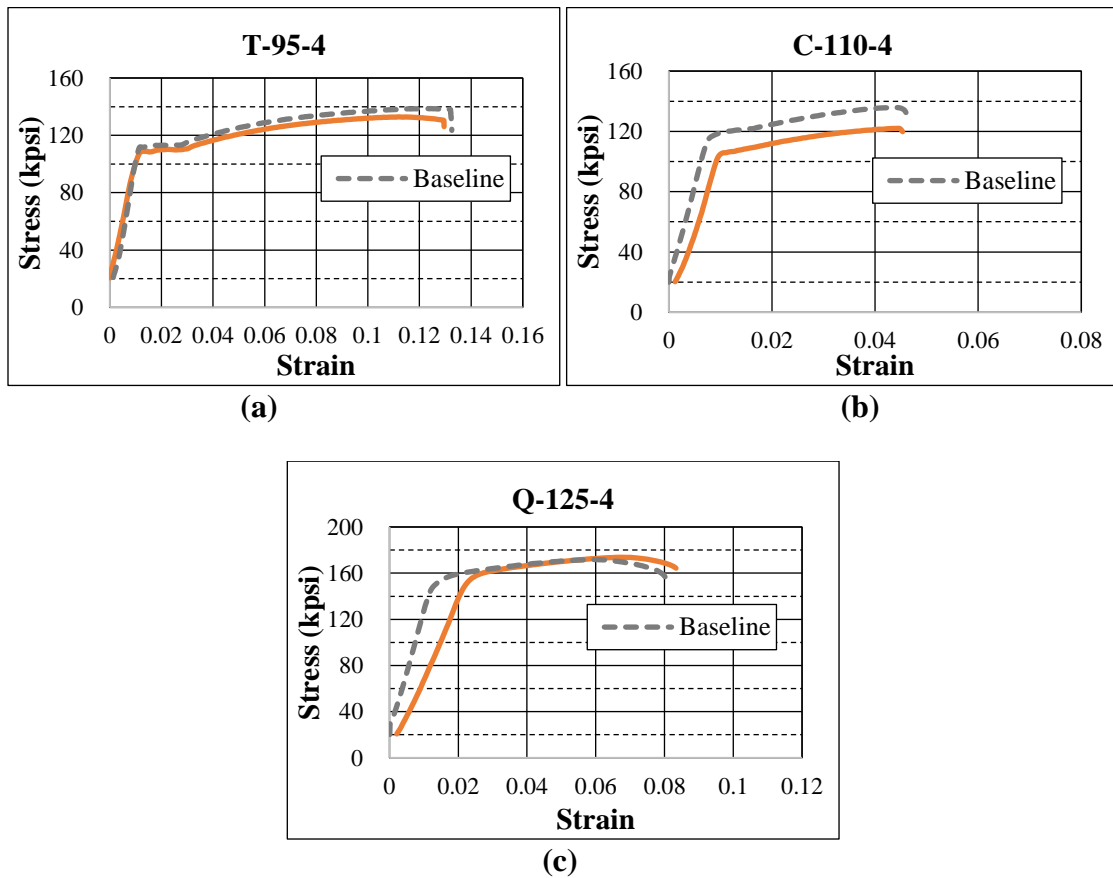 T-95-4
Stress (kpsi)
160
120
80
40
0
0 0.02 0.04 0.06 0.08 0.1 0.12 0.14 0.16
Strain
Baseline
(a)
C-110-4
Stress (kpsi)
160
120
80
40
0
0 0.02 0.04 0.06 0.08
Strain
Baseline
(b)
Q-125-4
Stress (kpsi)
200
160
120
80
40
0
0 0.02 0.04 0.06 0.08 0.1 0.12
Strain
Baseline
(c)